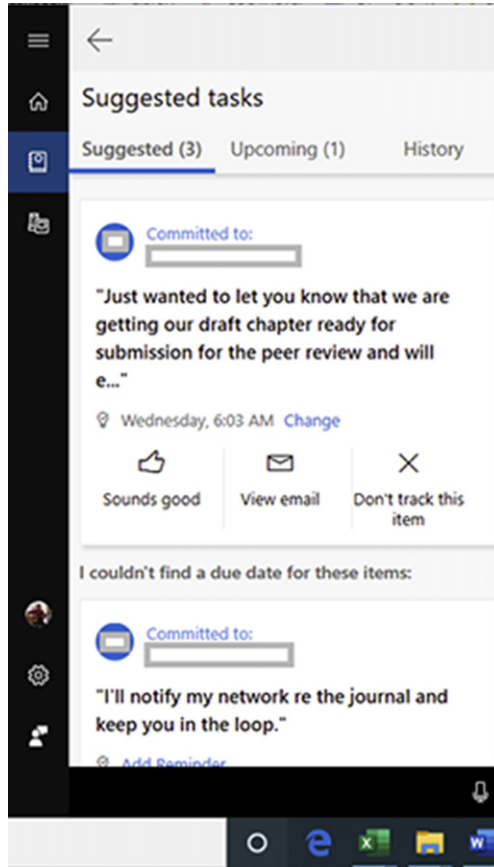 Suggested tasks
Suggested (3) Upcoming (1) History
Committed to:
"Just wanted to let you know that we are
getting our draft chapter ready for
submission for the peer review and will
e..."
Wednesday, 6:03 AM Change
Sounds good View email Don't track this
item
I couldn't find a due date for these items:
Committed to:
"I'll notify my network re the journal and
keep you in the loop."
Add Reminder